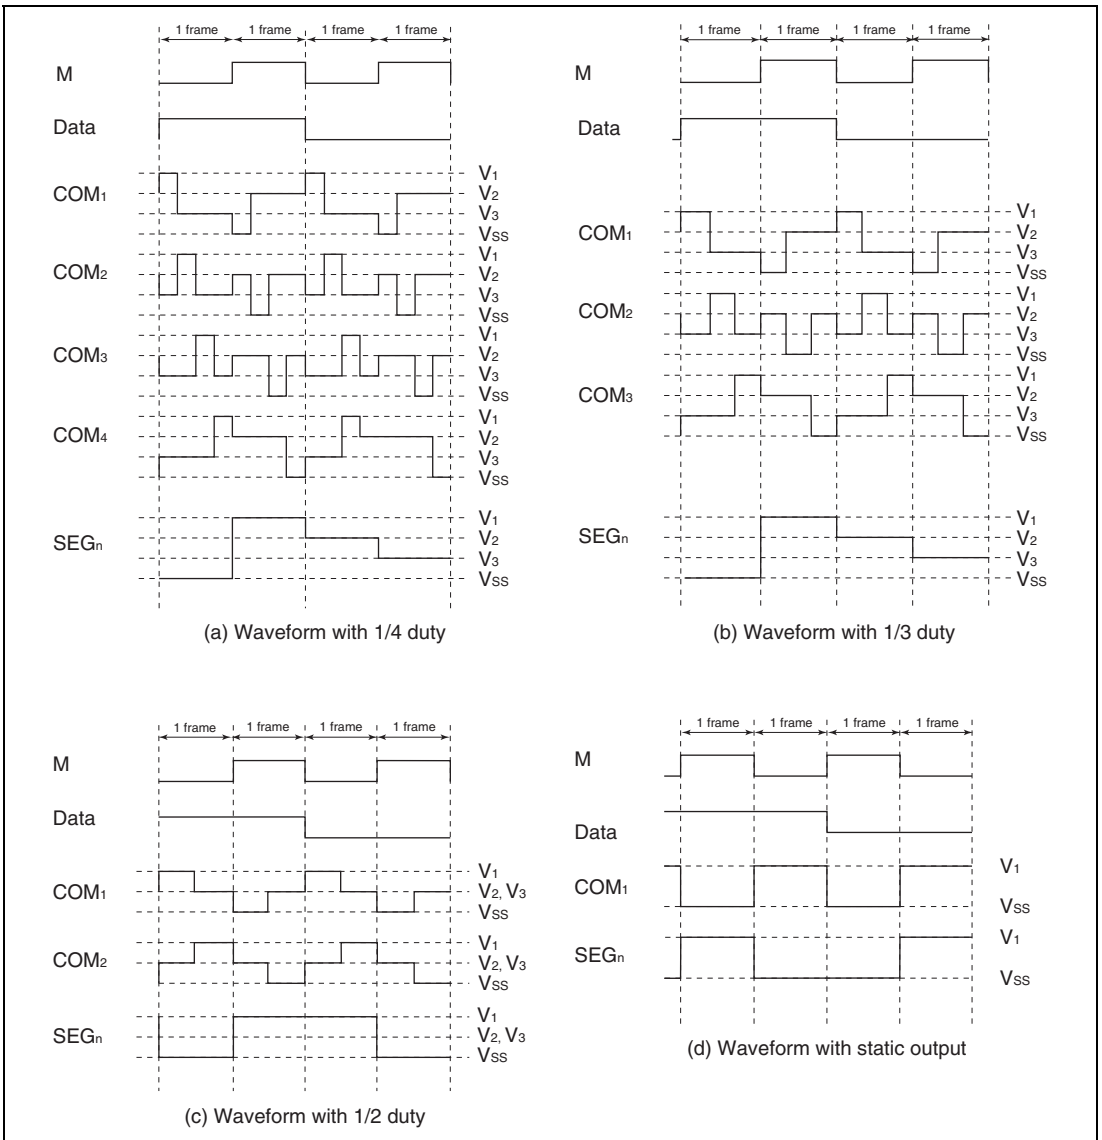 1 frame 1 frame 1 frame 1 frame
M
Data
COM1
V1
V2
V3
VSS
COM2
V1
V2
V3
VSS
COM3
V1
V2
V3
VSS
COM4
V1
V2
V3
VSS
SEGn
V1
V2
V3
VSS
(a) Waveform with 1/4 duty
1 frame 1 frame 1 frame 1 frame
M
Data
COM1
V1
V2
V3
VSS
COM2
V1
V2
V3
VSS
COM3
V1
V2
V3
VSS
SEGn
V1
V2
V3
VSS
(b) Waveform with 1/3 duty
1 frame 1 frame 1 frame 1 frame
M
Data
COM1
V1
V2, V3
VSS
COM2
V1
V2, V3
VSS
SEGn
V1
V2, V3
VSS
(c) Waveform with 1/2 duty
1 frame 1 frame 1 frame 1 frame
M
Data
COM1
V1
VSS
SEGn
V1
VSS
(d) Waveform with static output